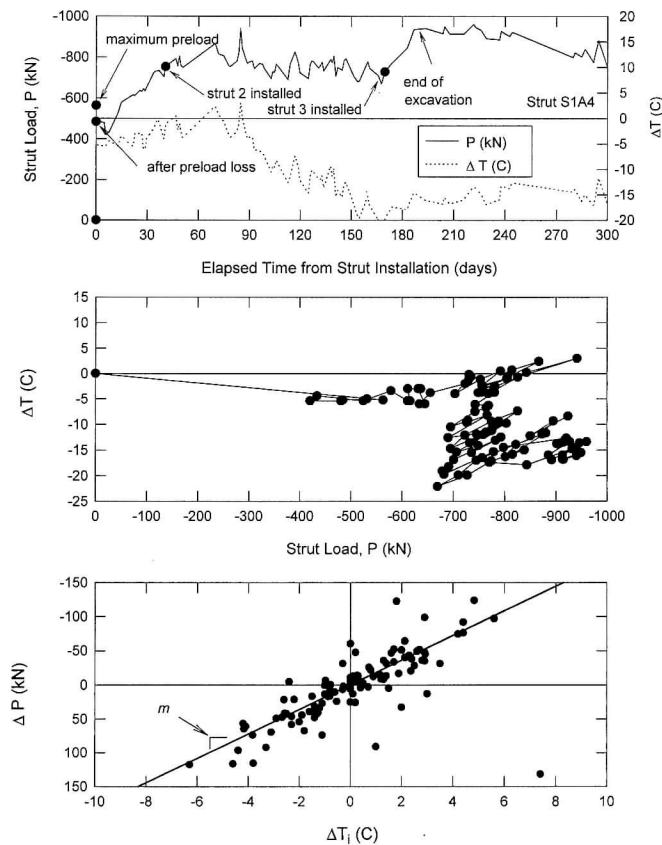 -1000
-800
-600
-400
-200
0
20
15
10
5
0
-5
-10
-15
-20
Strut Load, P (kN)
ΔT (C)
maximum preload
strut 2 installed
strut 3 installed
end of
excavation
Strut S1A4
after preload loss
P (kN)
Δ T (C)
0 30 60 90 120 150 180 210 240 270 300
Elapsed Time from Strut Installation (days)
15
10
5
0
-5
-10
-15
-20
-25
ΔT (C)
0 -100 -200 -300 -400 -500 -600 -700 -800 -900 -1000
Strut Load, P (kN)
-150
-100
-50
0
50
100
150
Δ P (kN)
m
-10 -8 -6 -4 -2 0 2 4 6 8 10
ΔTi (C)